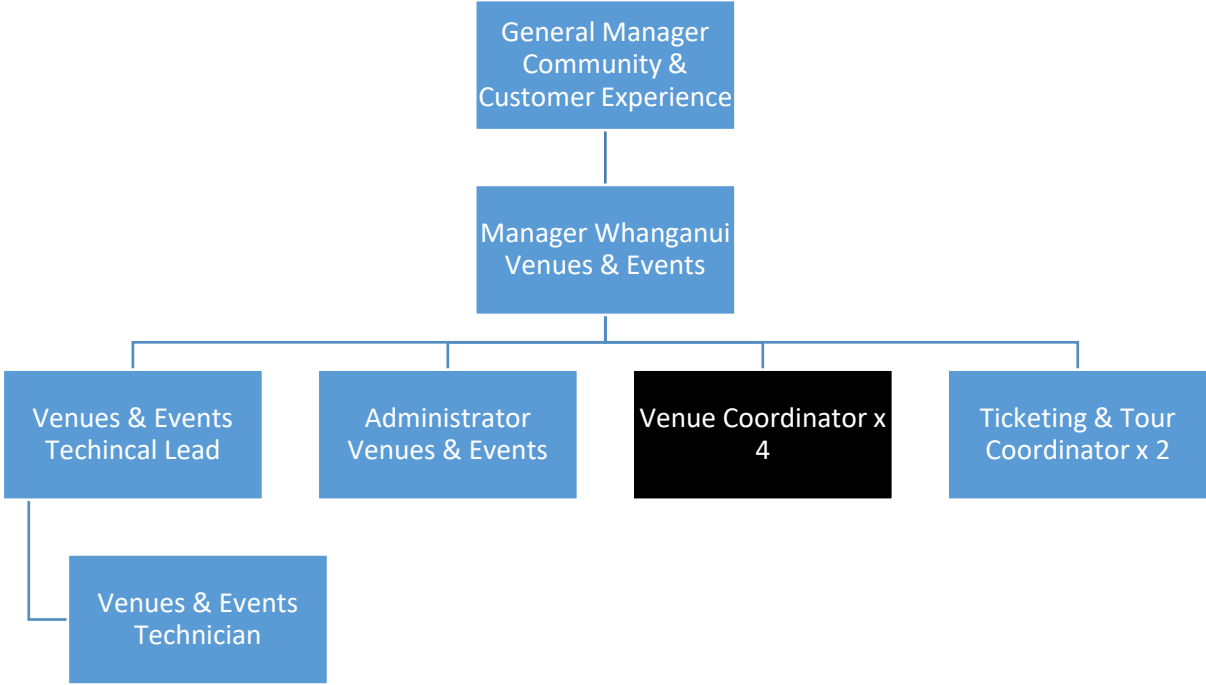 General Manager
Community &
Customer Experience
Manager Whanganui
Venues & Events
Venues & Events
Techincal Lead
Administrator
Venues & Events
Venue Coordinator x
4
Ticketing & Tour
Coordinator x 2
Venues & Events
Technician